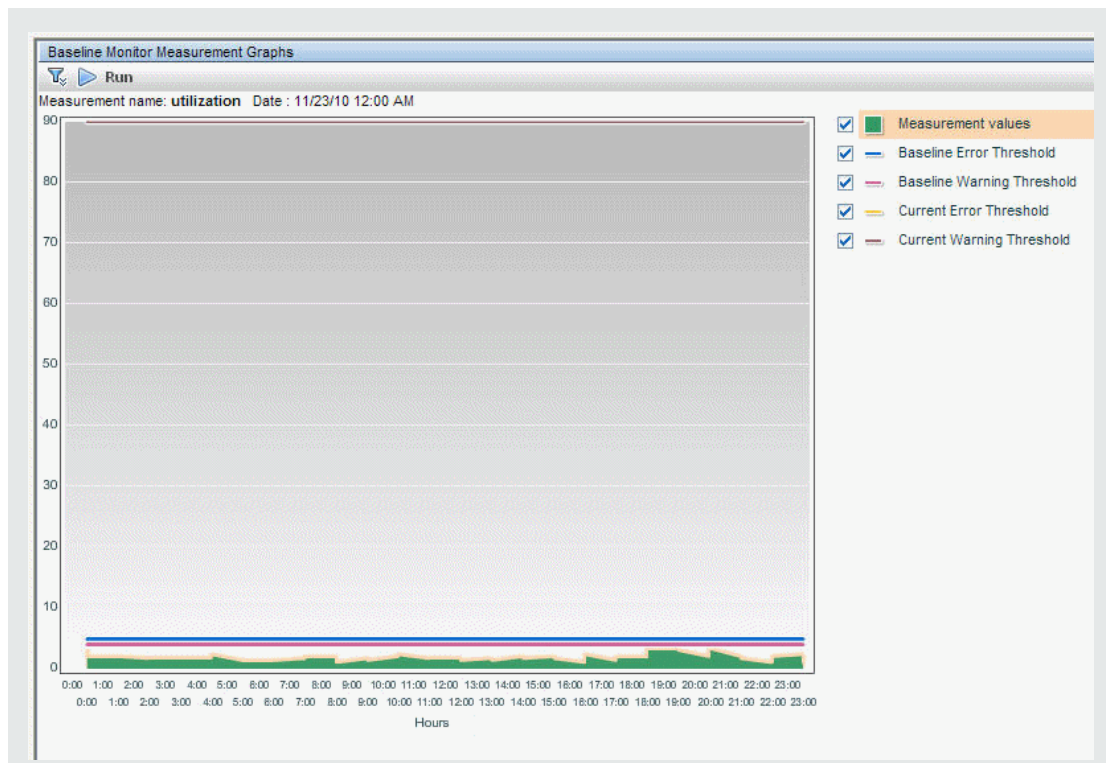 Baseline Monitor Measurement Graphs
Run
Measurement name: utilization Date : 11/23/10 12:00 AM
90
80
70
60
50
40
30
20
10
0
Measurement values
Baseline Error Threshold
Baseline Warning Threshold
Current Error Threshold
Current Warning Threshold
0:00 1:00 2:00 3:00 4:00 5:00 6:00 7:00 8:00 9:00 10:00 11:00 12:00 13:00 14:00 15:00 16:00 17:00 18:00 19:00 20:00 21:00 22:00 23:00
0:00 1:00 2:00 3:00 4:00 5:00 6:00 7:00 8:00 9:00 10:00 11:00 12:00 13:00 14:00 15:00 16:00 17:00 18:00 19:00 20:00 21:00 22:00 23:00
Hours